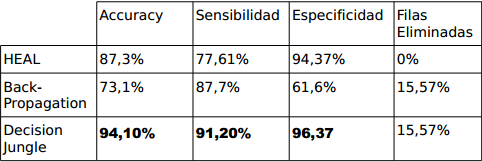 Accuracy Sensibilidad Especificidad Filas
Eliminadas
HEAL 87,3% 77,61% 94,37% 0%
Back- 73,1% 87,7% 61,6% 15,57%
Propagation
Decision 94,10% 91,20% 96,37 15,57%
Jungle